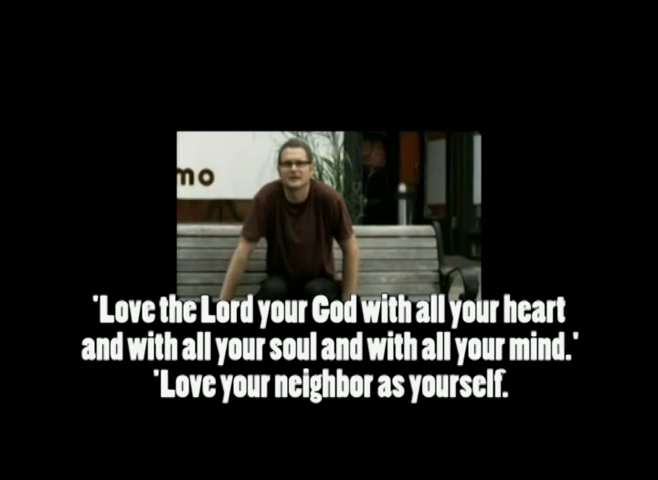 mo
'Love the Lord your God with all your heart
and with all your soul and with all your mind.'
'Love your neighbor as yourself.